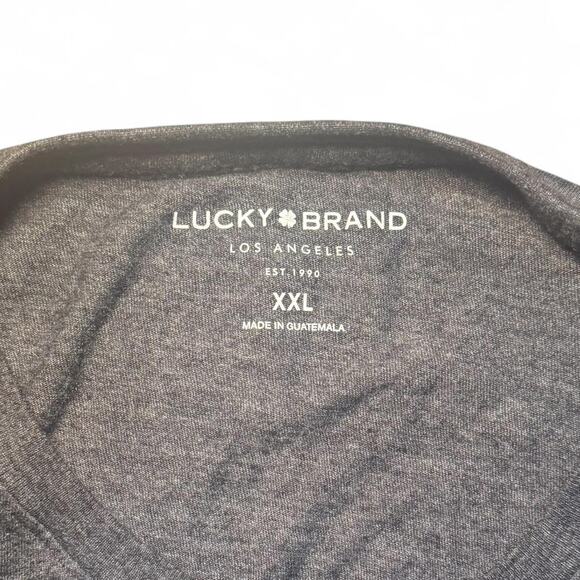 LUCKY BRAND
LOS ANGELES
EST. 1990
XXL
MADE IN GUATEMALA